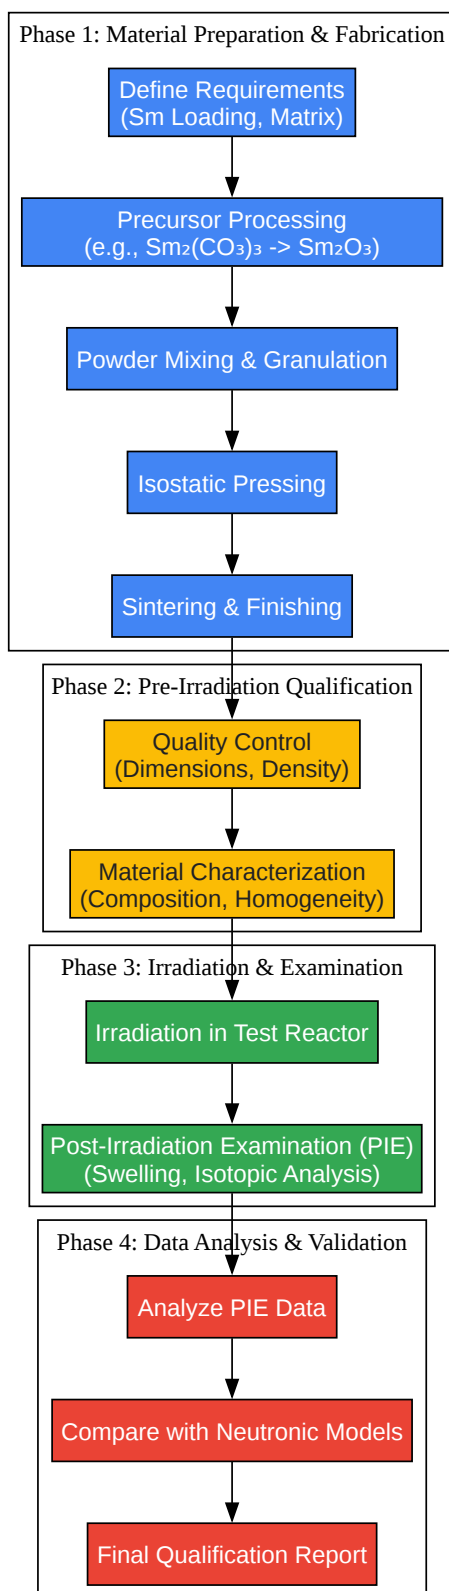 Phase 1: Material Preparation & Fabrication
Define Requirements
(Sm Loading, Matrix)
Precursor Processing
(e.g., Sm₂(CO₃)₃ -> Sm₂O₃)
Powder Mixing & Granulation
Isostatic Pressing
Sintering & Finishing
Phase 2: Pre-Irradiation Qualification
Quality Control
(Dimensions, Density)
Material Characterization
(Composition, Homogeneity)
Phase 3: Irradiation & Examination
Irradiation in Test Reactor
Post-Irradiation Examination (PIE)
(Swelling, Isotopic Analysis)
Phase 4: Data Analysis & Validation
Analyze PIE Data
Compare with Neutronic Models
Final Qualification Report